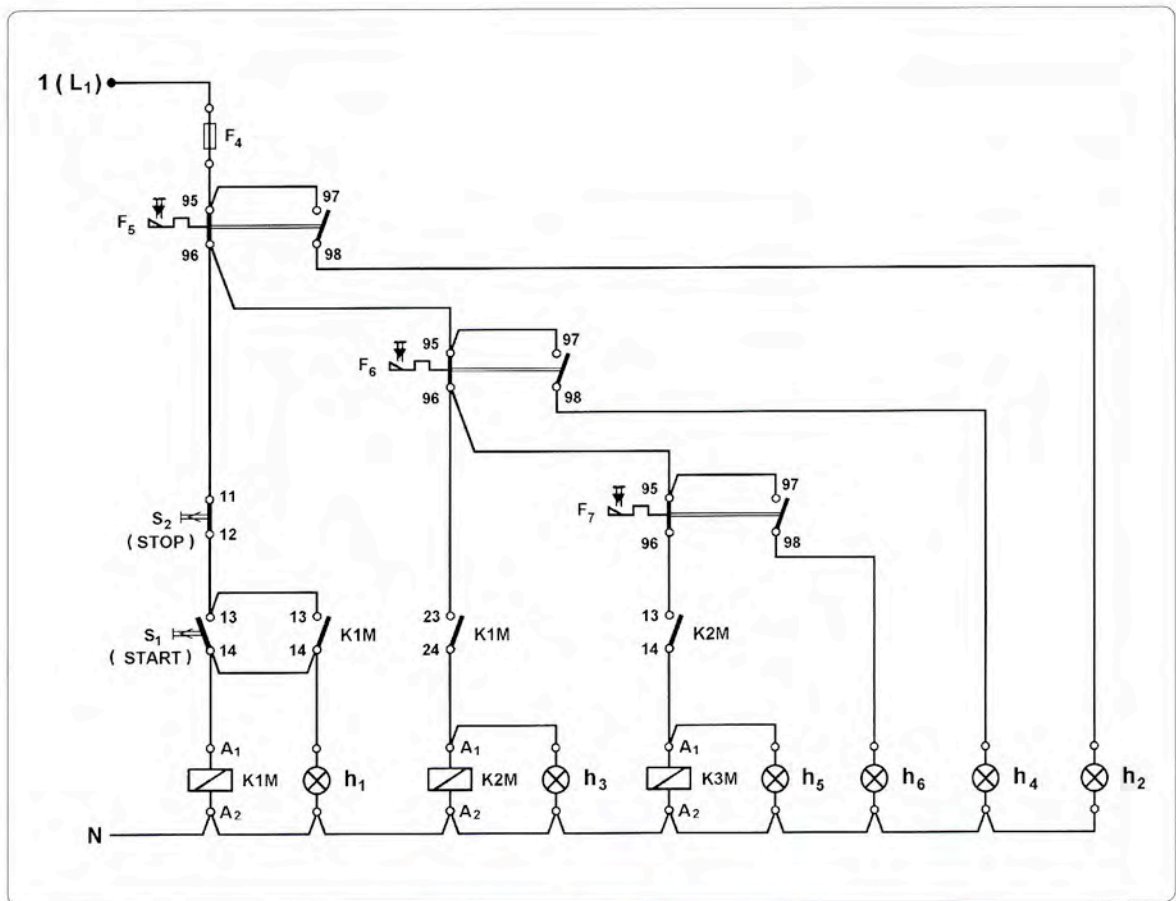 1 ( L₁ )
F₄
95 97
F₅
96 98
95 97
F₆
96 98
95 97
F₇
96 98
11
S₂
( STOP )
12
13 13 K1M
S₁
( START )
14 14
23 K1M
24
13 K2M
14
A₁ A₁ A₁
K1M h₁ K2M h₃ K3M h₅ h₆ h₄ h₂
A₂ A₂ A₂
N